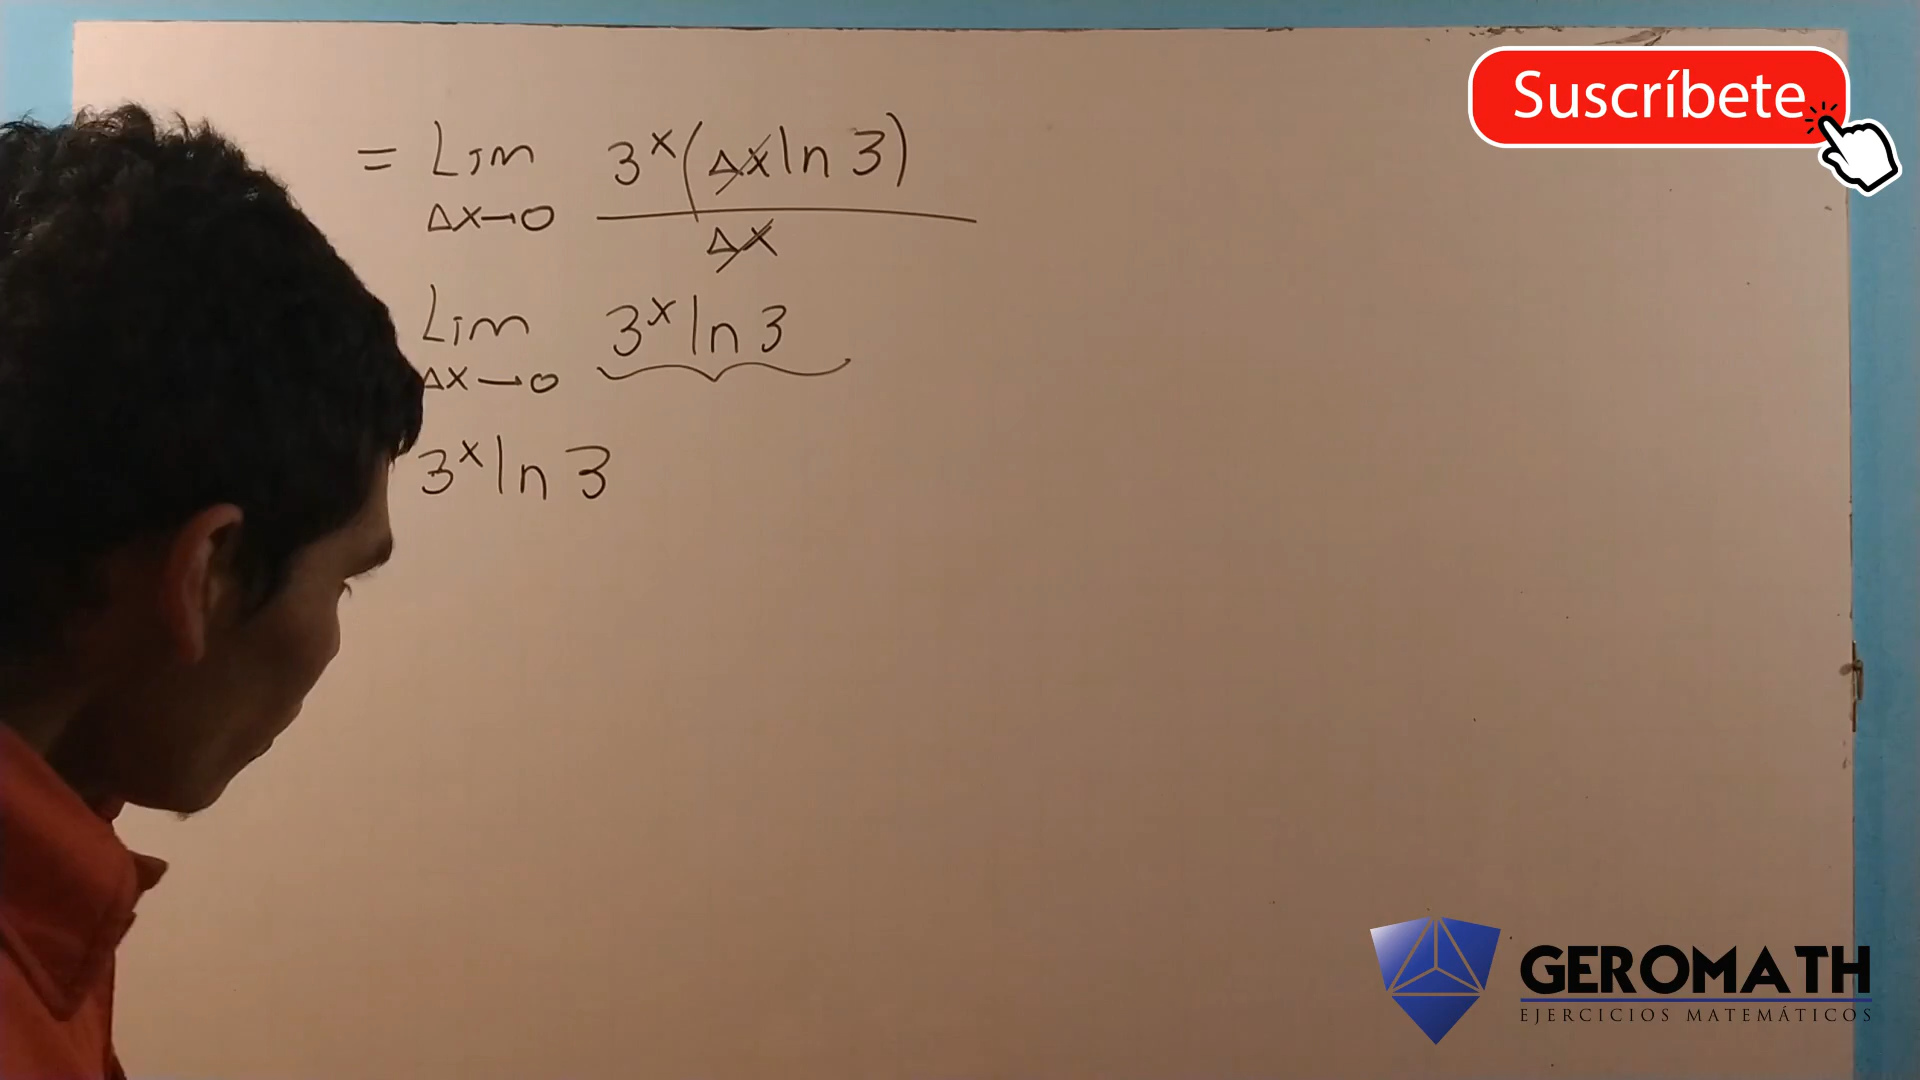 Suscríbete
= Lim 3^x(Δx ln 3)
Δx→0 Δx
Lim 3^x ln 3
Δx→0
3^x ln 3
GEROMATH
EJERCICIOS MATEMÁTICOS